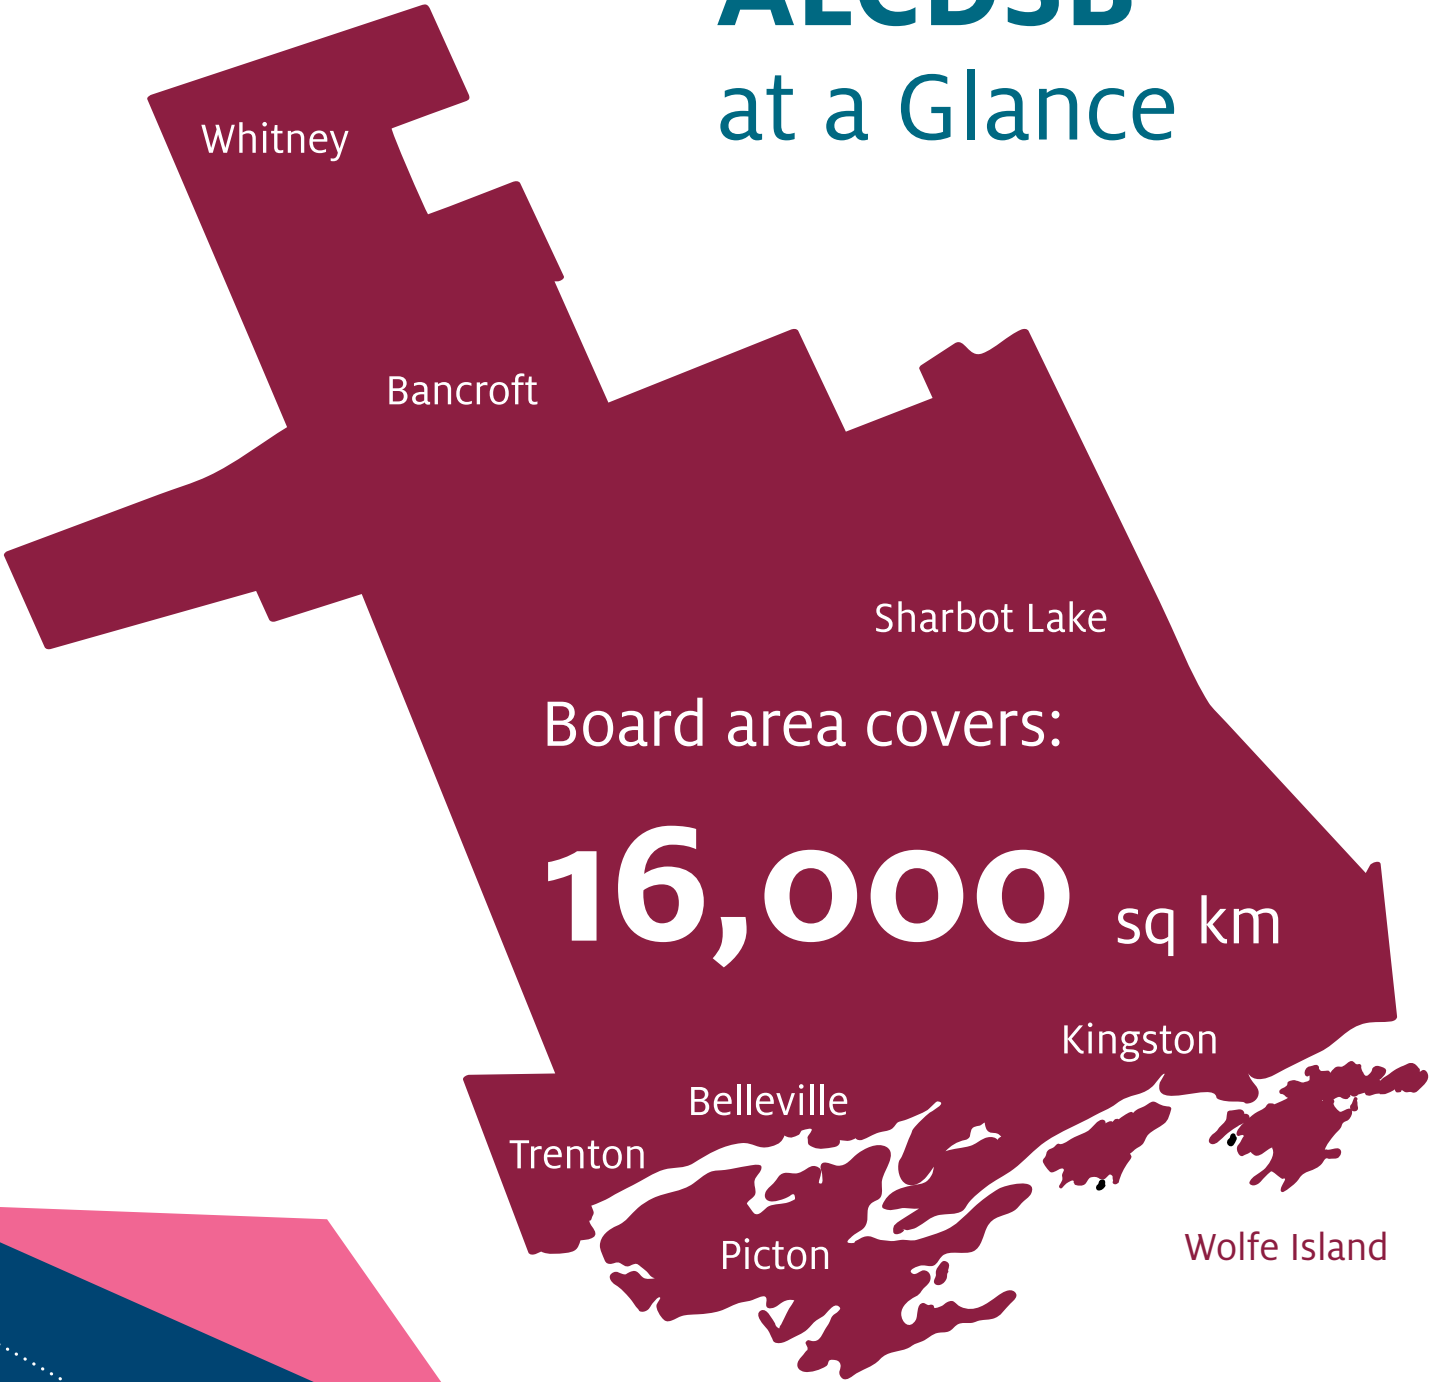 ALCDSB
at a Glance
Whitney
Bancroft
Sharbot Lake
Board area covers:
16,000 sq km
Kingston
Belleville
Trenton
Picton
Wolfe Island